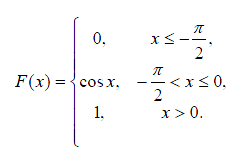 F(x) = { 0, x ≤ -π/2,
cos x, -π/2 < x ≤ 0,
1, x > 0.